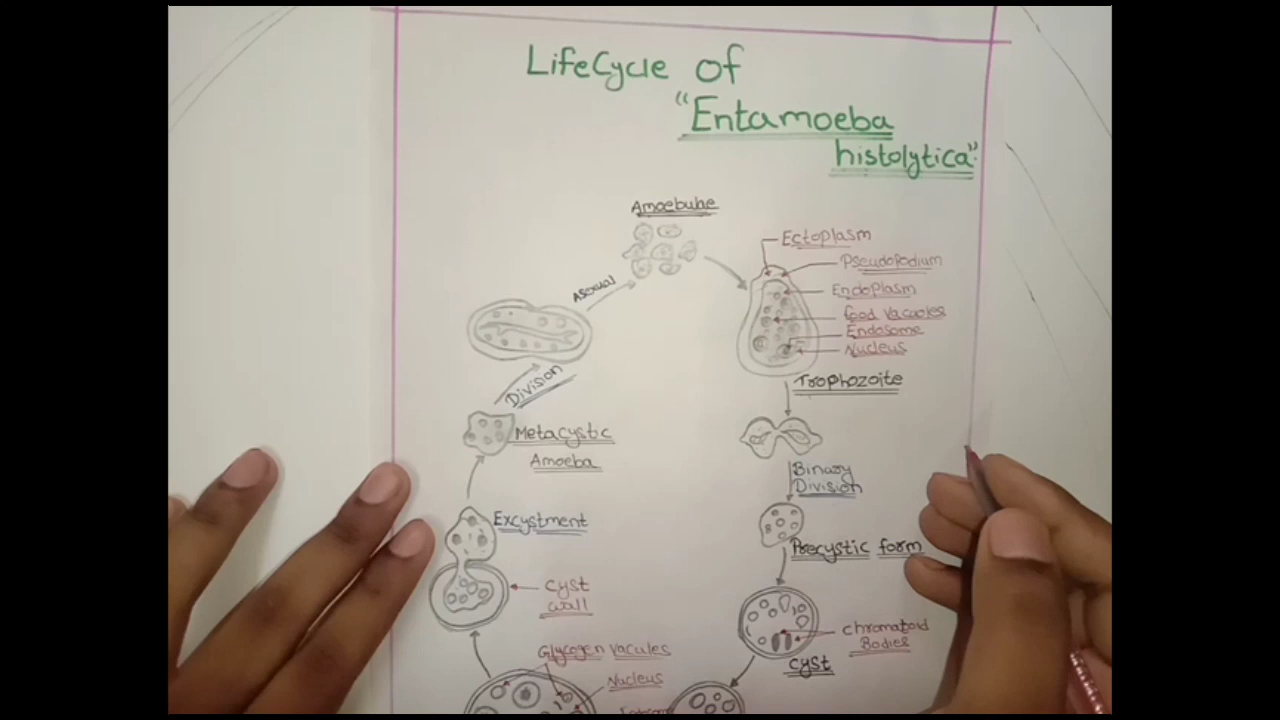 LifeCycle of
"Entamoeba
histolytica"
Amoebulae
Ectoplasm
Pseudopodium
Endoplasm
food vacuoles
Endosome
Nucleus
Trophozoite
Asexual
Division
Metacystic
Amoeba
Binary
Division
Excystment
Precystic form
Cyst
wall
chromatoid
Bodies
Cyst
Glycogen vacules
Nucleus